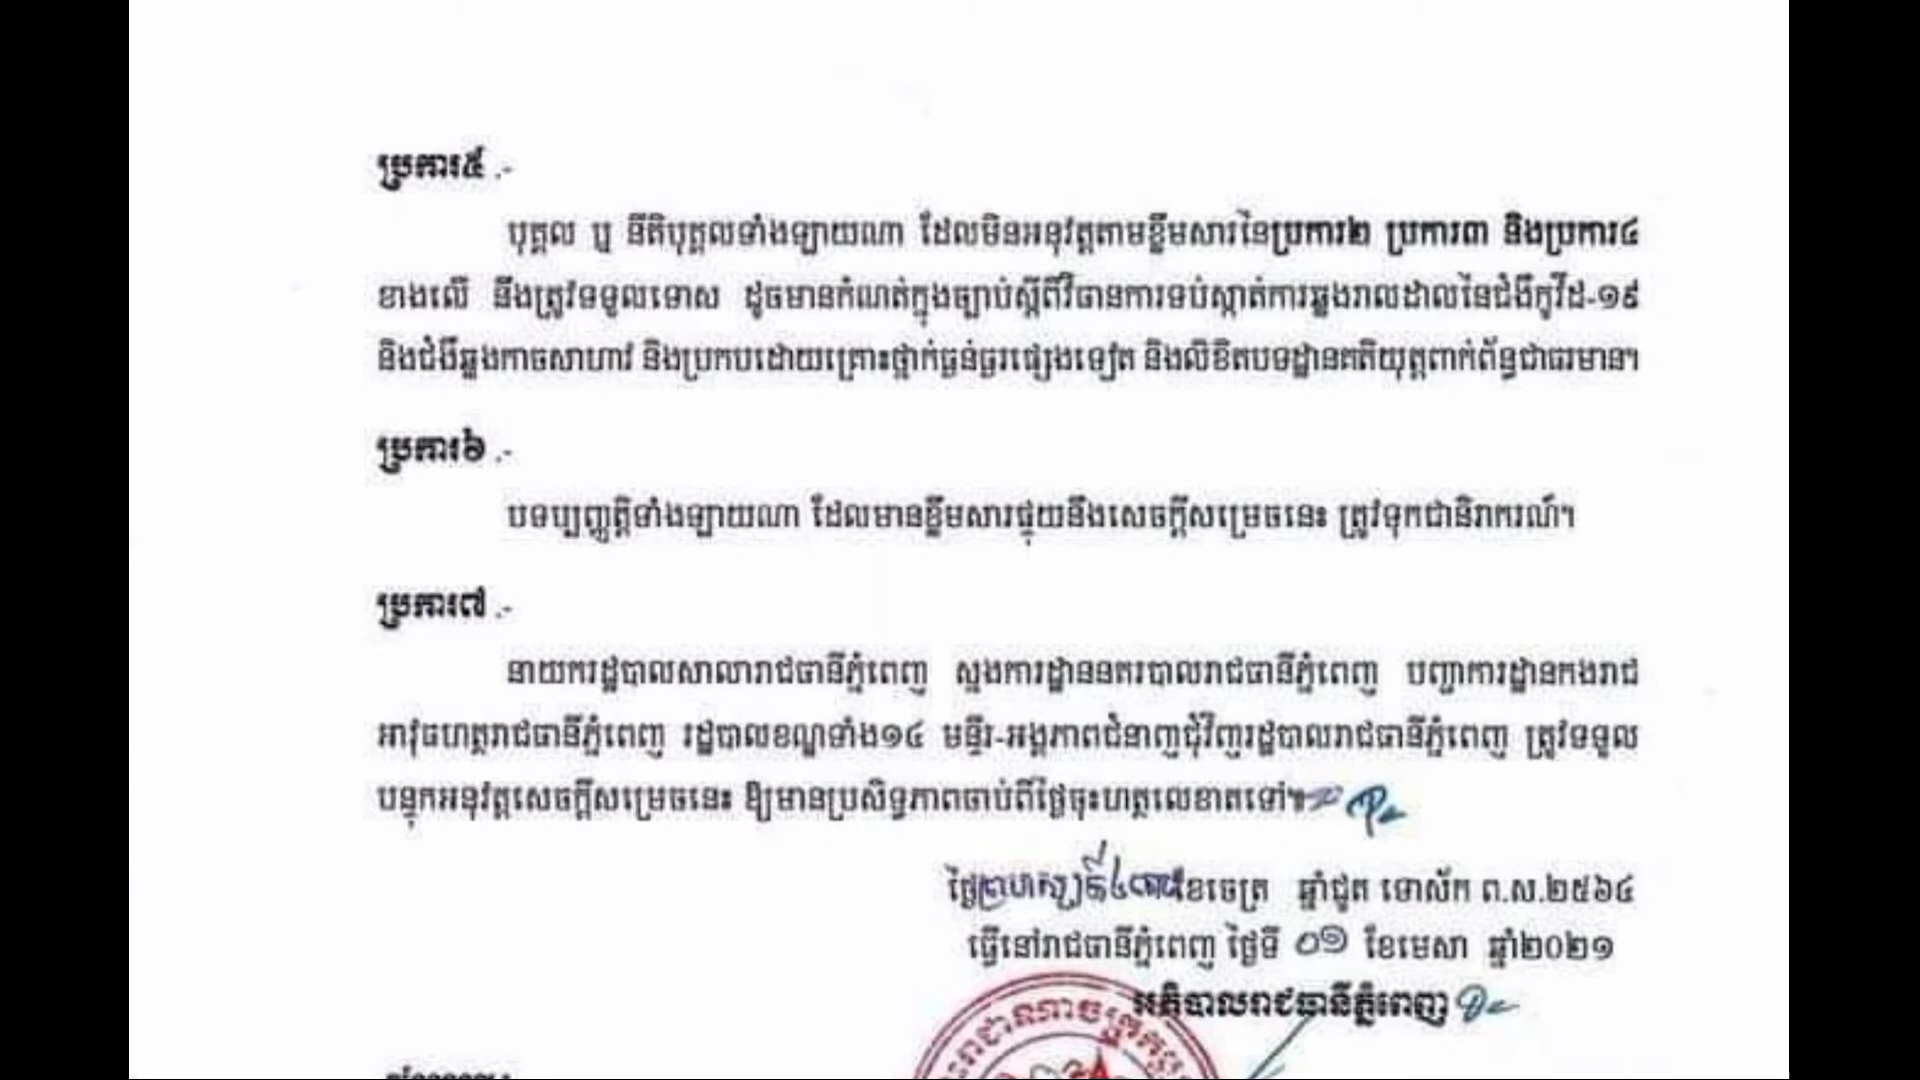 ប្រការ៥ .-
បុគ្គល ឬ នីតិបុគ្គលទាំងឡាយណា ដែលមិនអនុវត្តតាមខ្លឹមសារនៃប្រការ២ ប្រការ៣ និងប្រការ៤
ខាងលើ នឹងត្រូវទទួលទោស ដូចមានកំណត់ក្នុងច្បាប់ស្តីពីវិធានការទប់ស្កាត់ការឆ្លងរាលដាលនៃជំងឺកូវីដ-១៩
និងជំងឺឆ្លងកាចសាហាវ និងប្រកបដោយគ្រោះថ្នាក់ធ្ងន់ធ្ងរផ្សេងទៀត និងលិខិតបទដ្ឋានគតិយុត្តពាក់ព័ន្ធជាធរមាន។
ប្រការ៦ .-
បទប្បញ្ញត្តិទាំងឡាយណា ដែលមានខ្លឹមសារផ្ទុយនឹងសេចក្តីសម្រេចនេះ ត្រូវទុកជានិរាករណ៍។
ប្រការ៧ .-
នាយករដ្ឋបាលសាលារាជធានីភ្នំពេញ ស្នងការដ្ឋាននគរបាលរាជធានីភ្នំពេញ បញ្ជាការដ្ឋានកងរាជ
អាវុធហត្ថរាជធានីភ្នំពេញ រដ្ឋបាលខណ្ឌទាំង១៤ មន្ទីរ-អង្គភាពជំនាញជុំវិញរដ្ឋបាលរាជធានីភ្នំពេញ ត្រូវទទួល
បន្ទុកអនុវត្តសេចក្តីសម្រេចនេះ ឱ្យមានប្រសិទ្ធភាពចាប់ពីថ្ងៃចុះហត្ថលេខាតទៅ៕
ថ្ងៃព្រហស្បតិ៍ ខែចេត្រ ឆ្នាំជូត ទោស័ក ព.ស.២៥៦៤
ធ្វើនៅរាជធានីភ្នំពេញ ថ្ងៃទី ០១ ខែមេសា ឆ្នាំ២០២១
អភិបាលរាជធានីភ្នំពេញ